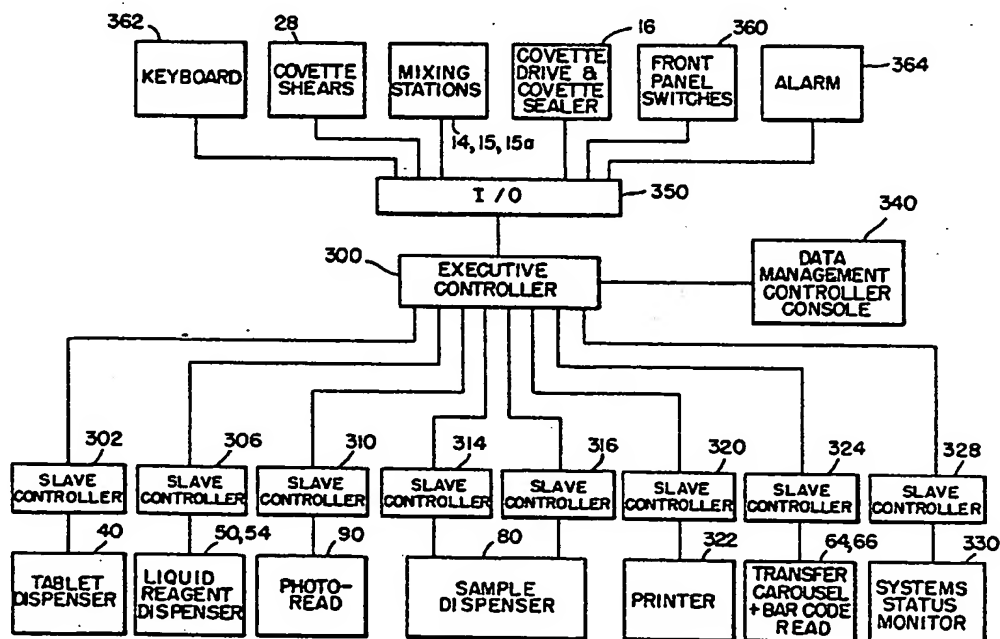 362
28
16
360
364
KEYBOARD
COVETTE
SHEARS
MIXING
STATIONS
COVETTE
DRIVE &
COVETTE
SEALER
FRONT
PANEL
SWITCHES
ALARM
14, 15, 15a
I/O
350
340
300
EXECUTIVE
CONTROLLER
DATA
MANAGEMENT
CONTROLLER
CONSOLE
302
306
310
314
316
320
324
328
SLAVE
CONTROLLER
SLAVE
CONTROLLER
SLAVE
CONTROLLER
SLAVE
CONTROLLER
SLAVE
CONTROLLER
SLAVE
CONTROLLER
SLAVE
CONTROLLER
SLAVE
CONTROLLER
40
50,54
90
80
322
64,66
330
TABLET
DISPENSER
LIQUID
REAGENT
DISPENSER
PHOTO-
READ
SAMPLE
DISPENSER
PRINTER
TRANSFER
CAROUSEL
+ BAR CODE
READ
SYSTEMS
STATUS
MONITOR